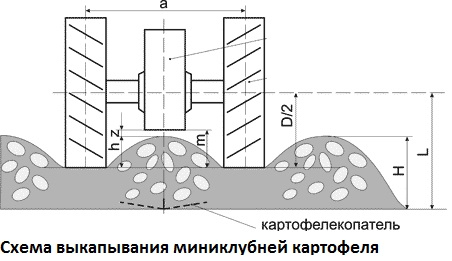 a
D/2
z
h
m
H
L
картофелекопатель
Схема выкапывания миниклубней картофеля